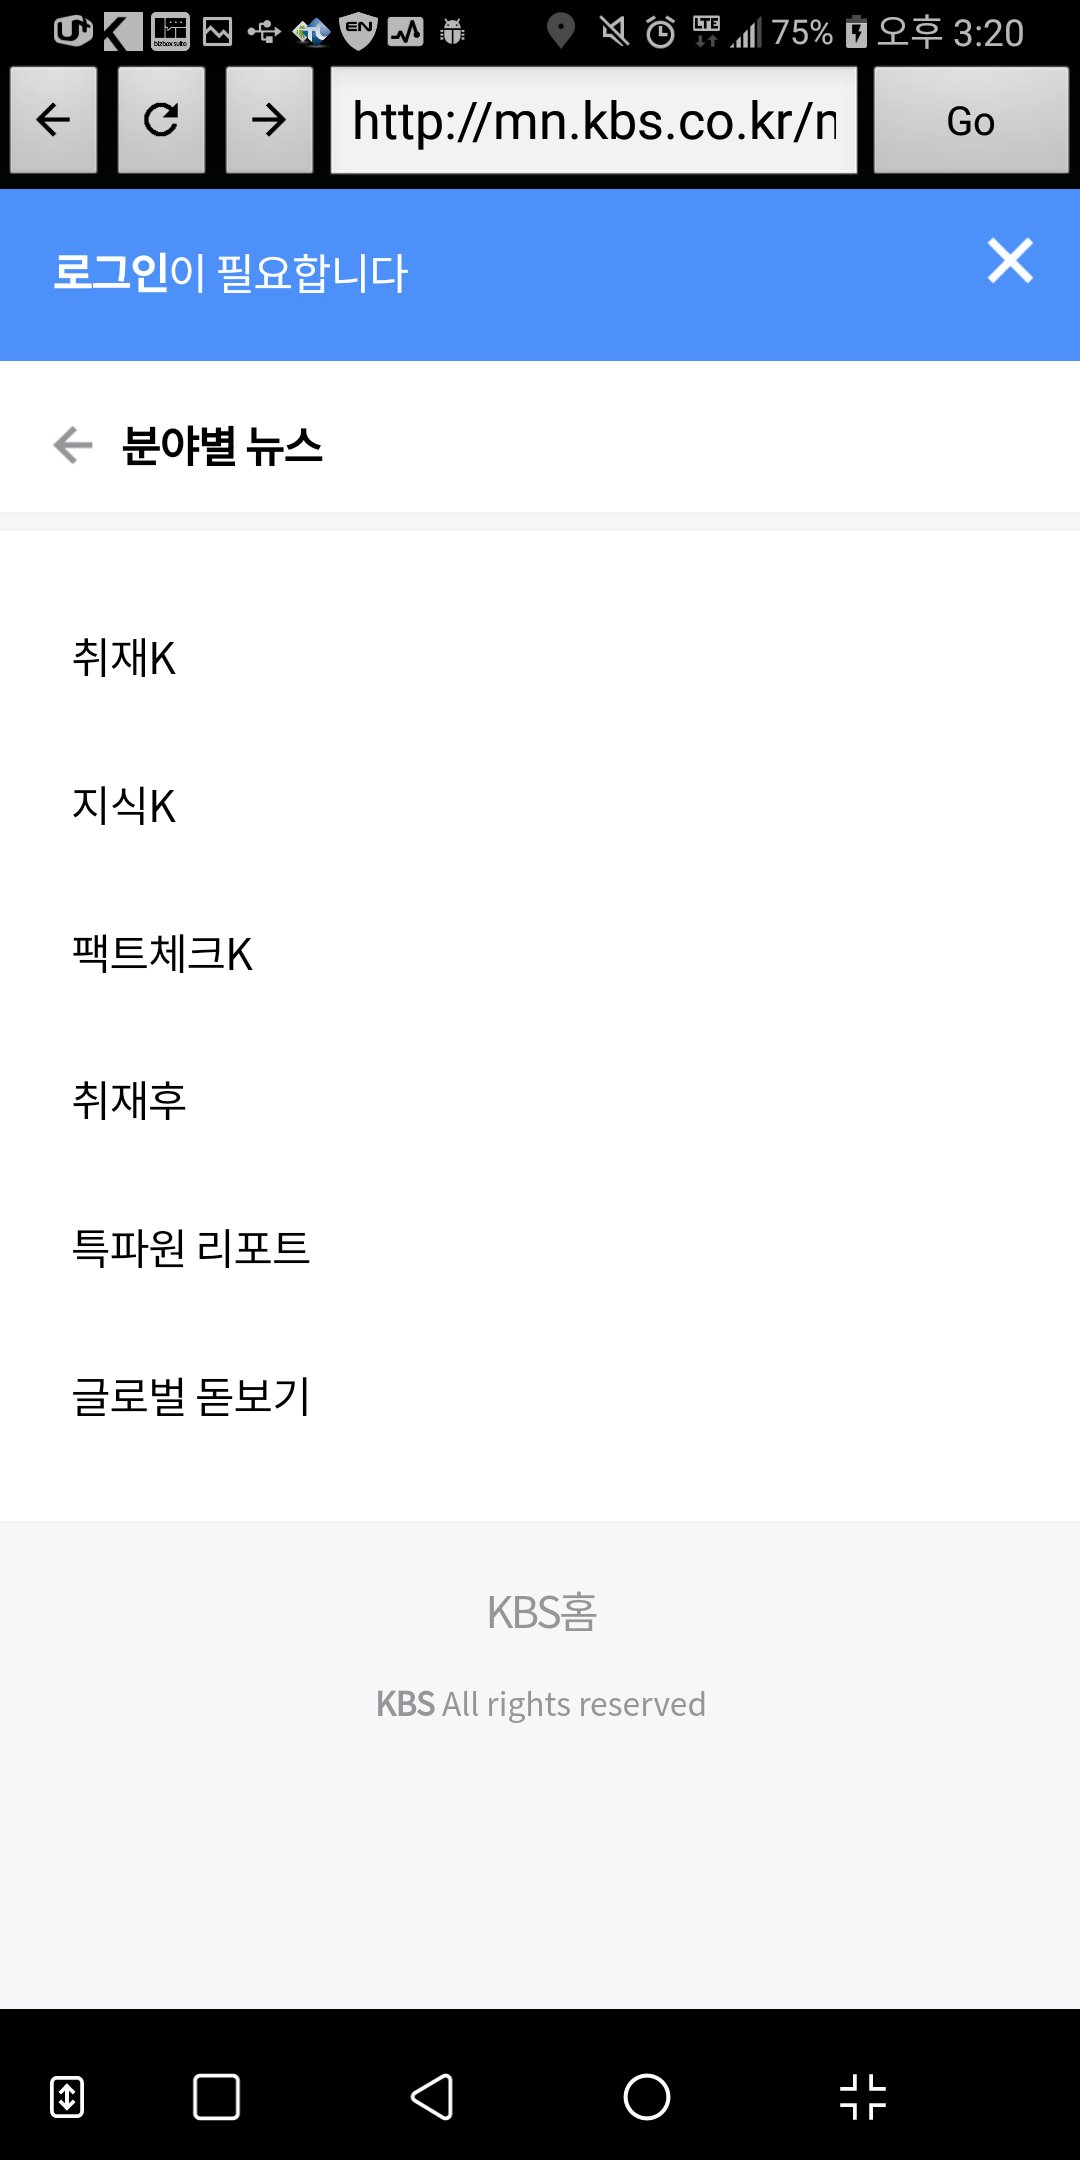 75% 오후 3:20
http://mn.kbs.co.kr/n
Go
로그인이 필요합니다
분야별 뉴스
취재K
지식K
팩트체크K
취재후
특파원 리포트
글로벌 돋보기
KBS홈
KBS All rights reserved